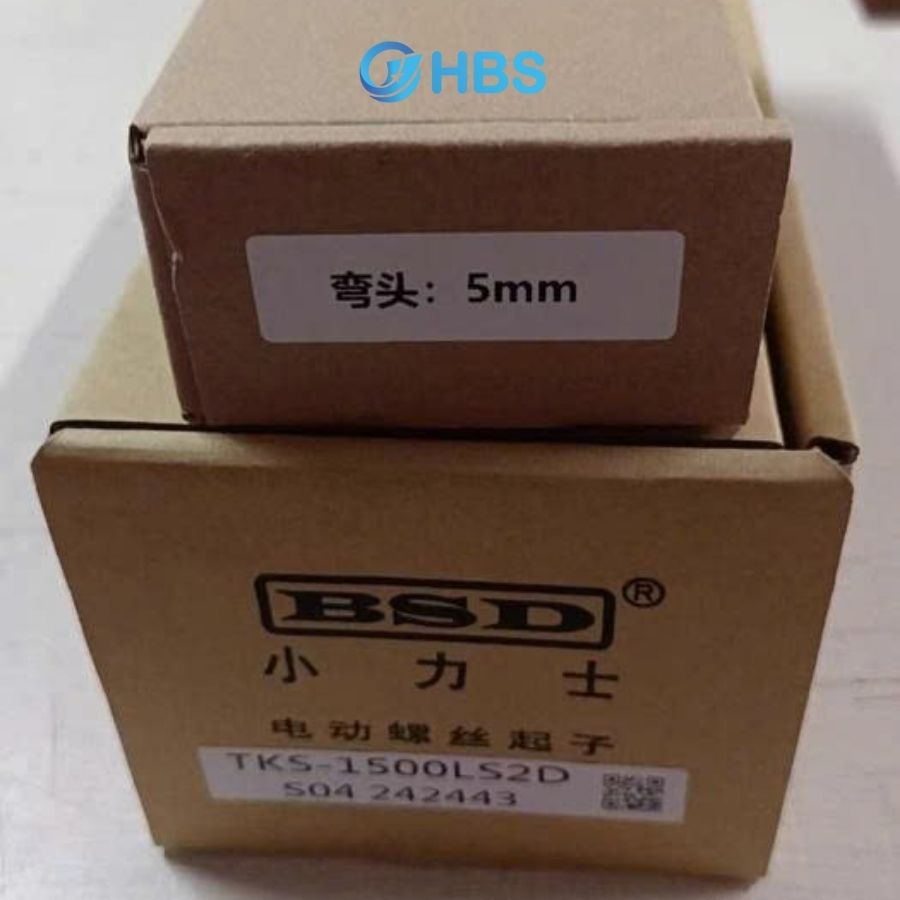 HBS
弯头：5mm
BSD®
小力士
电动螺丝起子
TKS-1500LS2D
S04 242443